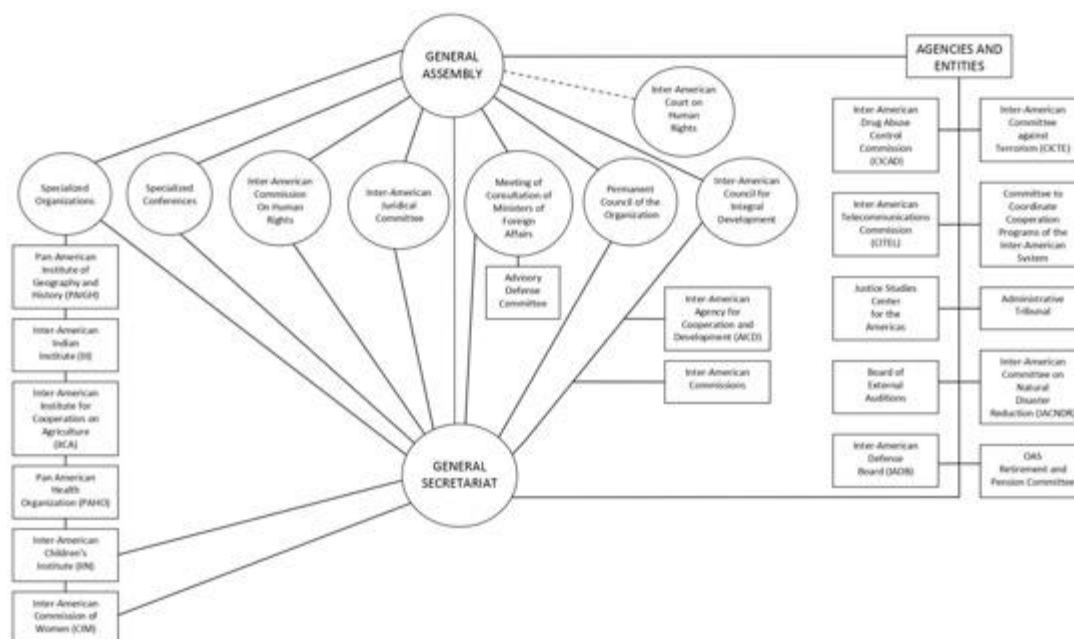 GENERAL
ASSEMBLY
AGENCIES AND
ENTITIES
Inter-American
Court on
Human
Rights
Inter-American
Drug Abuse
Control
Commission (CICAD)
Inter-American
Committee
against
Terrorism (CICTE)
Specialized
Organizations
Specialized
Conferences
Inter-American
Commission
On Human
Rights
Inter-American
Juridical
Committee
Meeting of
Consultation of
Ministers of
Foreign
Affairs
Permanent
Council of the
Organization
Inter-American
Council for
Integral
Development
Inter-American
Telecommunications
Commission
(CITEL)
Committee to
Coordinate
Cooperation
Programs of the
Inter-American
System
Pan American
Institute of
Geography and
History (PAIGH)
Advisory
Defense
Committee
Inter-American
Agency for
Cooperation and
Development (AICD)
Justice Studies
Center
for the
Americas
Administrative
Tribunal
Inter-American
Indian
Institute (III)
Inter-American
Commissions
Board of
External
Auditions
Inter-American
Committee on
Natural
Disaster
Reduction (IACNDR)
Inter-American
Institute for
Cooperation on
Agriculture
(IICA)
GENERAL
SECRETARIAT
Inter-American
Defense
Board (IADB)
OAS
Retirement and
Pension Committee
Pan American
Health
Organization (PAHO)
Inter-American
Children's
Institute (IIN)
Inter-American
Commission of
Women (CIM)